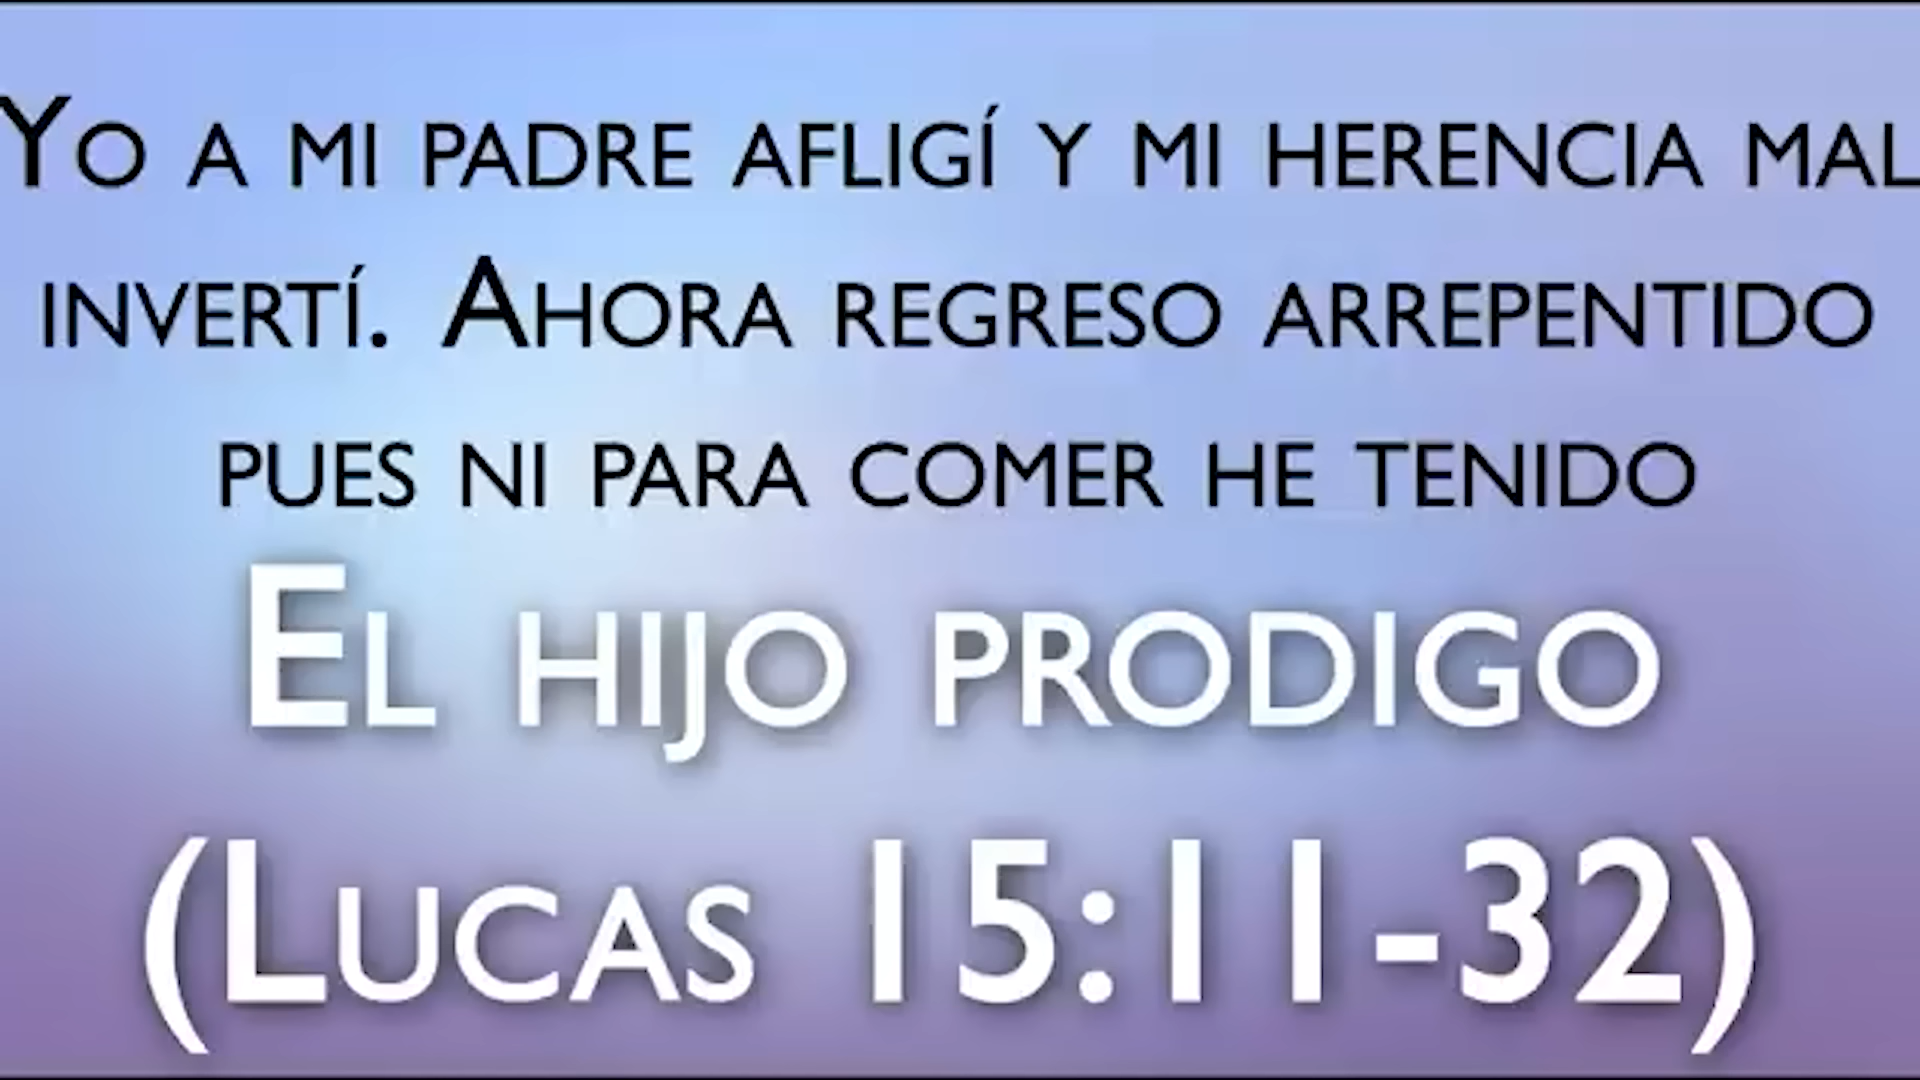 Yo a mi padre afligí y mi herencia mal
invertí. Ahora regreso arrepentido
pues ni para comer he tenido
El hijo prodigo
(Lucas 15:11-32)